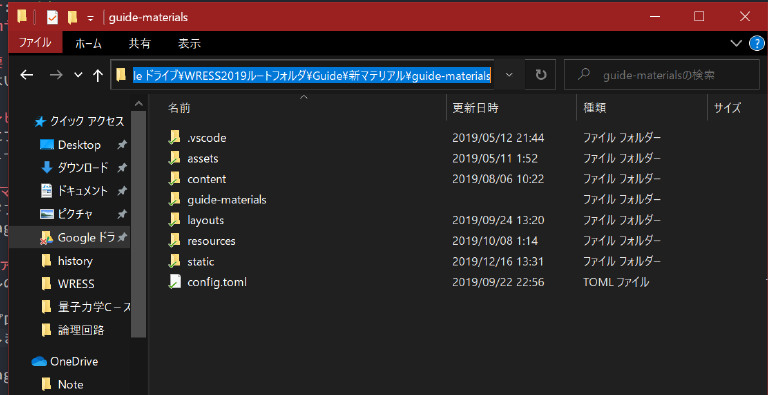 guide-materials
ファイル ホーム 共有 表示
le ドライブ¥WRESS2019ルートフォルダ¥Guide¥新マテリアル¥guide-materials guide-materialsの検索
名前 更新日時 種類 サイズ
クイック アクセス
Desktop
ダウンロード
ドキュメント
ピクチャ
Google ドラ
history
WRESS
量子力学Cース
論理回路
OneDrive
Note
.vscode 2019/05/12 21:44 ファイル フォルダー
assets 2019/05/11 1:52 ファイル フォルダー
content 2019/08/06 10:22 ファイル フォルダー
guide-materials ファイル フォルダー
layouts 2019/09/24 13:20 ファイル フォルダー
resources 2019/10/08 1:14 ファイル フォルダー
static 2019/12/16 13:31 ファイル フォルダー
config.toml 2019/09/22 22:56 TOML ファイル